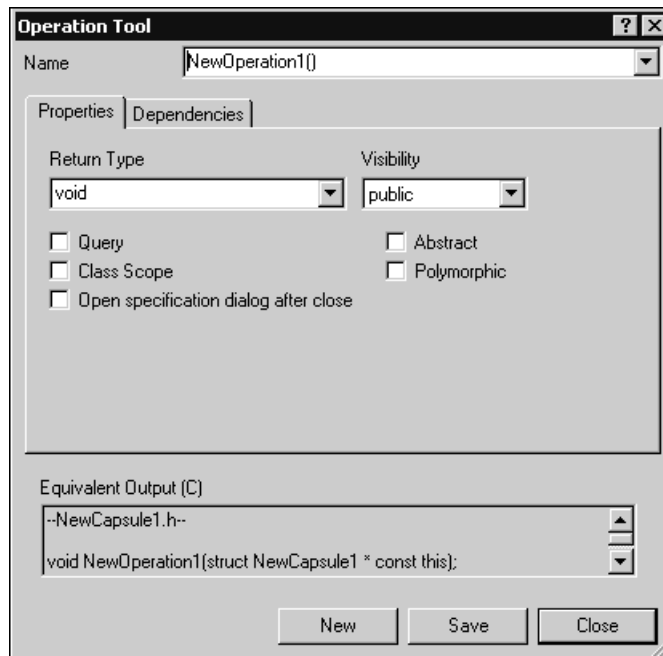 Operation Tool
Name
NewOperation1()
Properties
Dependencies
Return Type
Visibility
void
public
Query
Abstract
Class Scope
Polymorphic
Open specification dialog after close
Equivalent Output (C)
--NewCapsule1.h--
void NewOperation1(struct NewCapsule1 * const this);
New
Save
Close